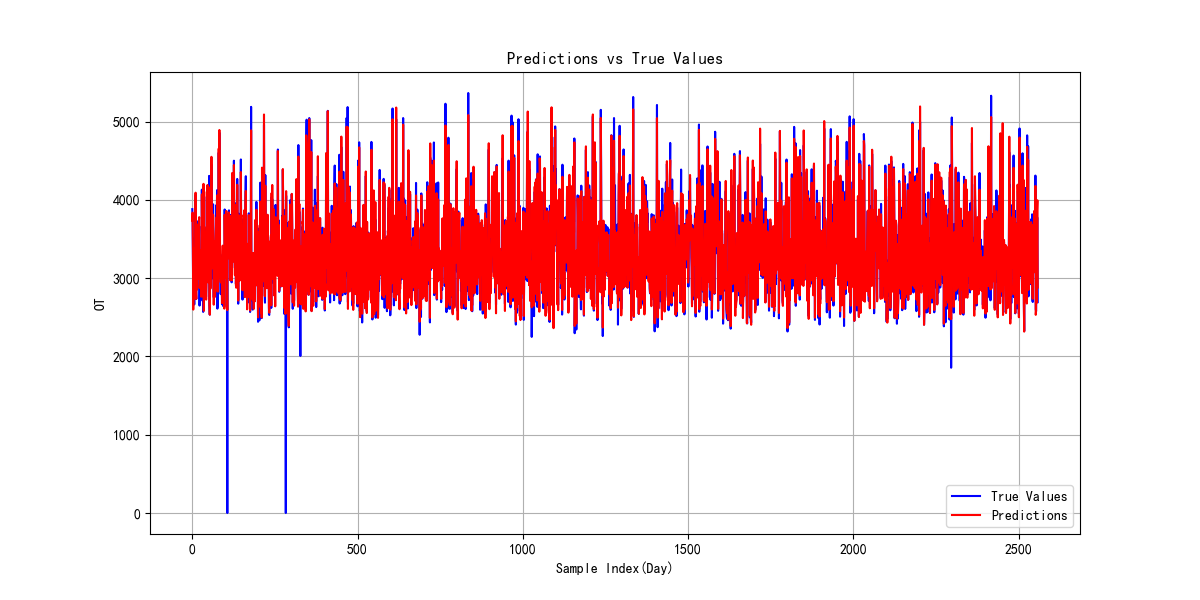 Predictions vs True Values
OT
5000
4000
3000
2000
1000
0
0 500 1000 1500 2000 2500
Sample Index(Day)
True Values
Predictions